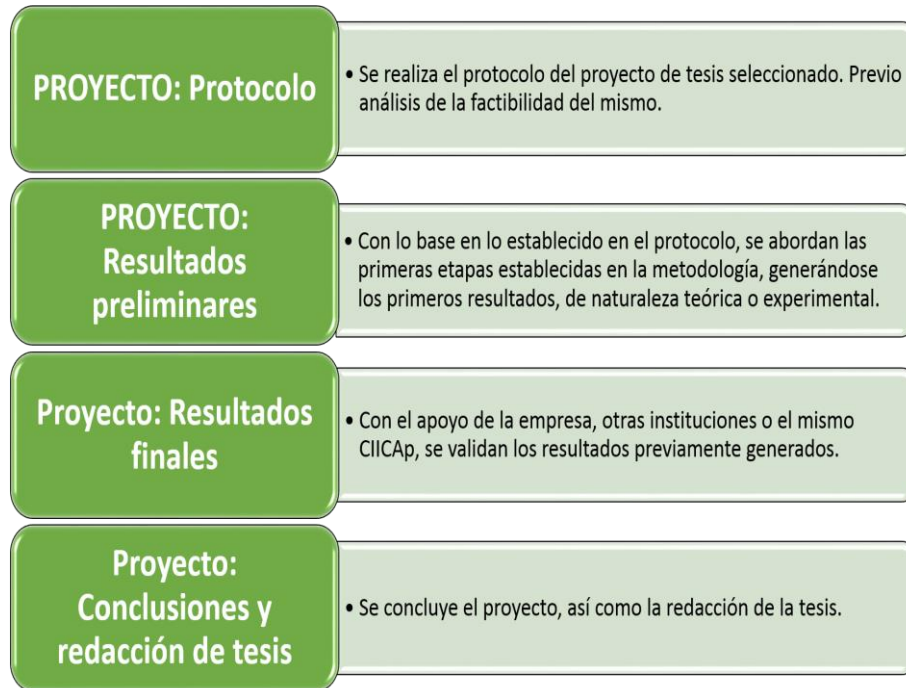 PROYECTO: Protocolo
• Se realiza el protocolo del proyecto de tesis seleccionado. Previo
análisis de la factibilidad del mismo.
PROYECTO:
Resultados
preliminares
• Con lo base en lo establecido en el protocolo, se abordan las
primeras etapas establecidas en la metodología, generándose
los primeros resultados, de naturaleza teórica o experimental.
Proyecto: Resultados
finales
• Con el apoyo de la empresa, otras instituciones o el mismo
CIICAp, se validan los resultados previamente generados.
Proyecto:
Conclusiones y
redacción de tesis
• Se concluye el proyecto, así como la redacción de la tesis.